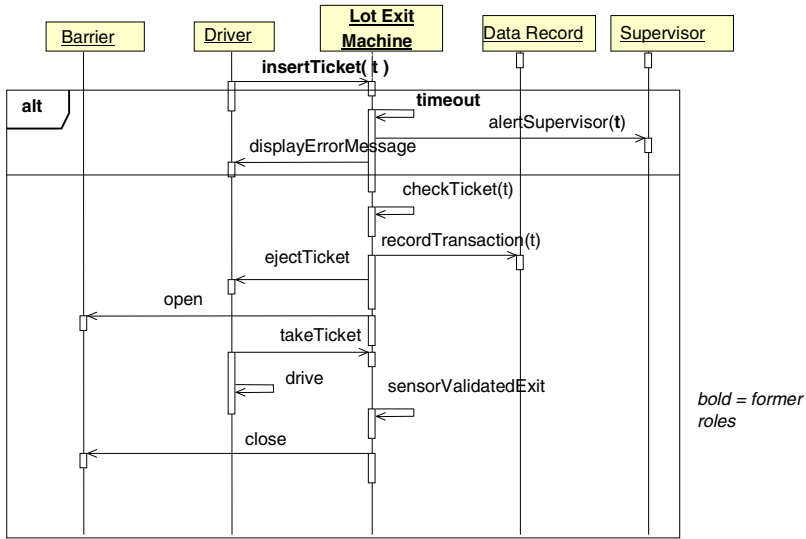 Barrier
Driver
Lot Exit
Machine
Data Record
Supervisor
insertTicket( t )
alt
timeout
alertSupervisor(t)
displayErrorMessage
checkTicket(t)
recordTransaction(t)
ejectTicket
open
takeTicket
drive
sensorValidatedExit
bold = former
roles
close